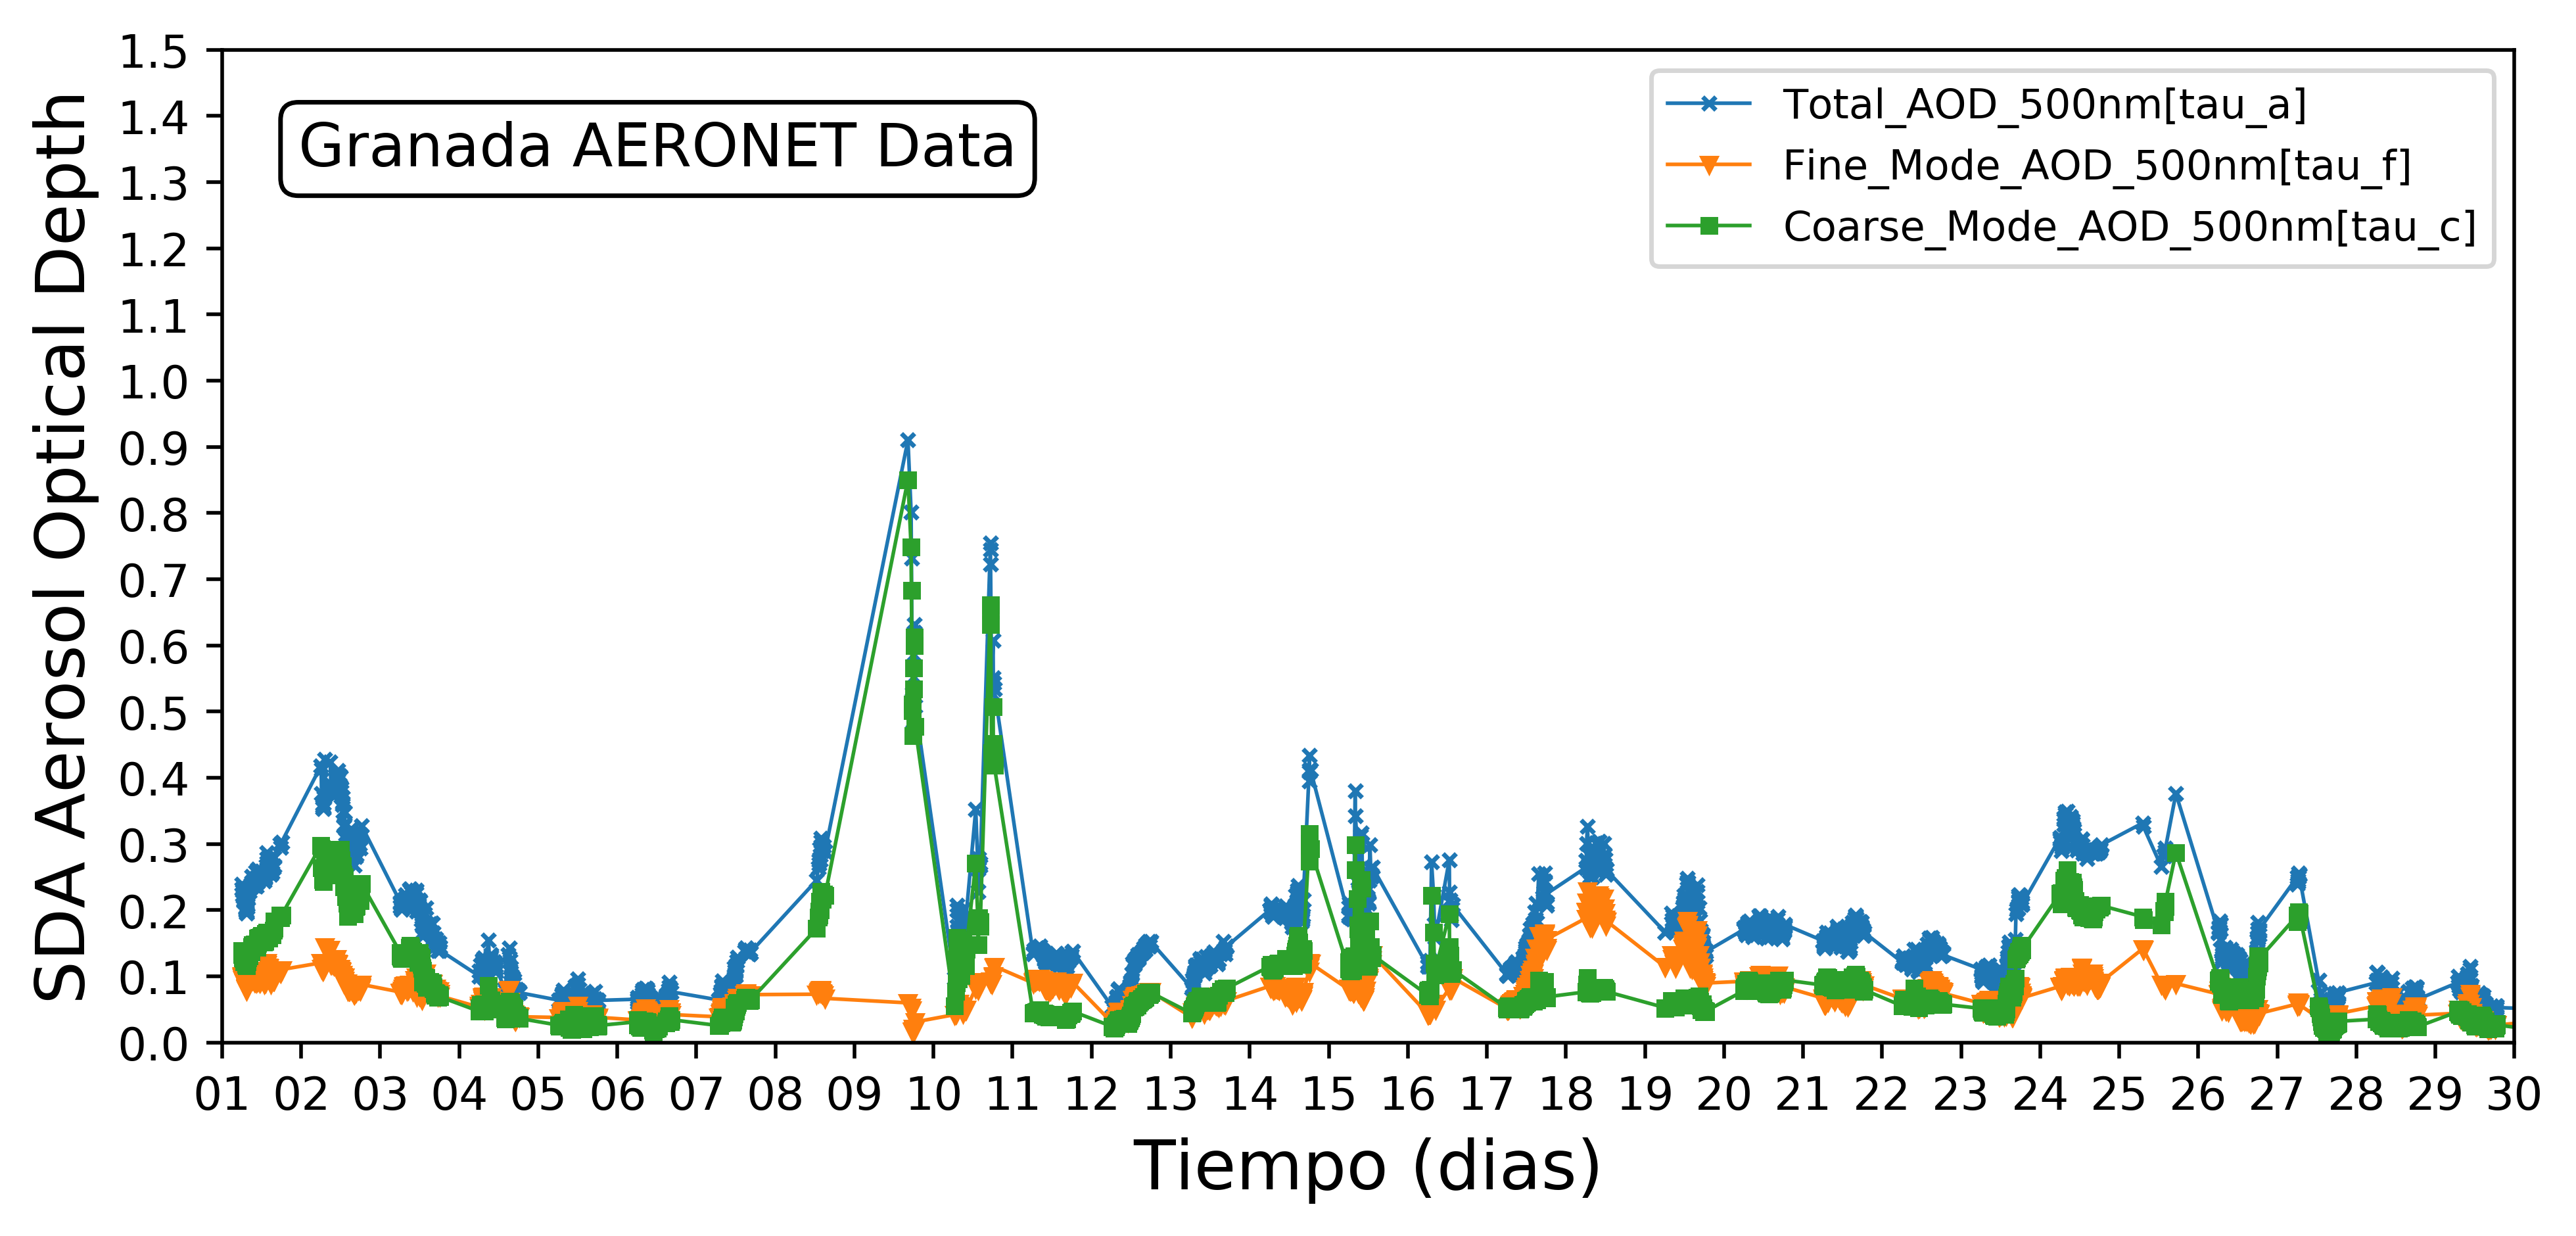 Granada AERONET Data
Total_AOD_500nm[tau_a]
Fine_Mode_AOD_500nm[tau_f]
Coarse_Mode_AOD_500nm[tau_c]
SDA Aerosol Optical Depth
1.5
1.4
1.3
1.2
1.1
1.0
0.9
0.8
0.7
0.6
0.5
0.4
0.3
0.2
0.1
0.0
01 02 03 04 05 06 07 08 09 10 11 12 13 14 15 16 17 18 19 20 21 22 23 24 25 26 27 28 29 30
Tiempo (dias)